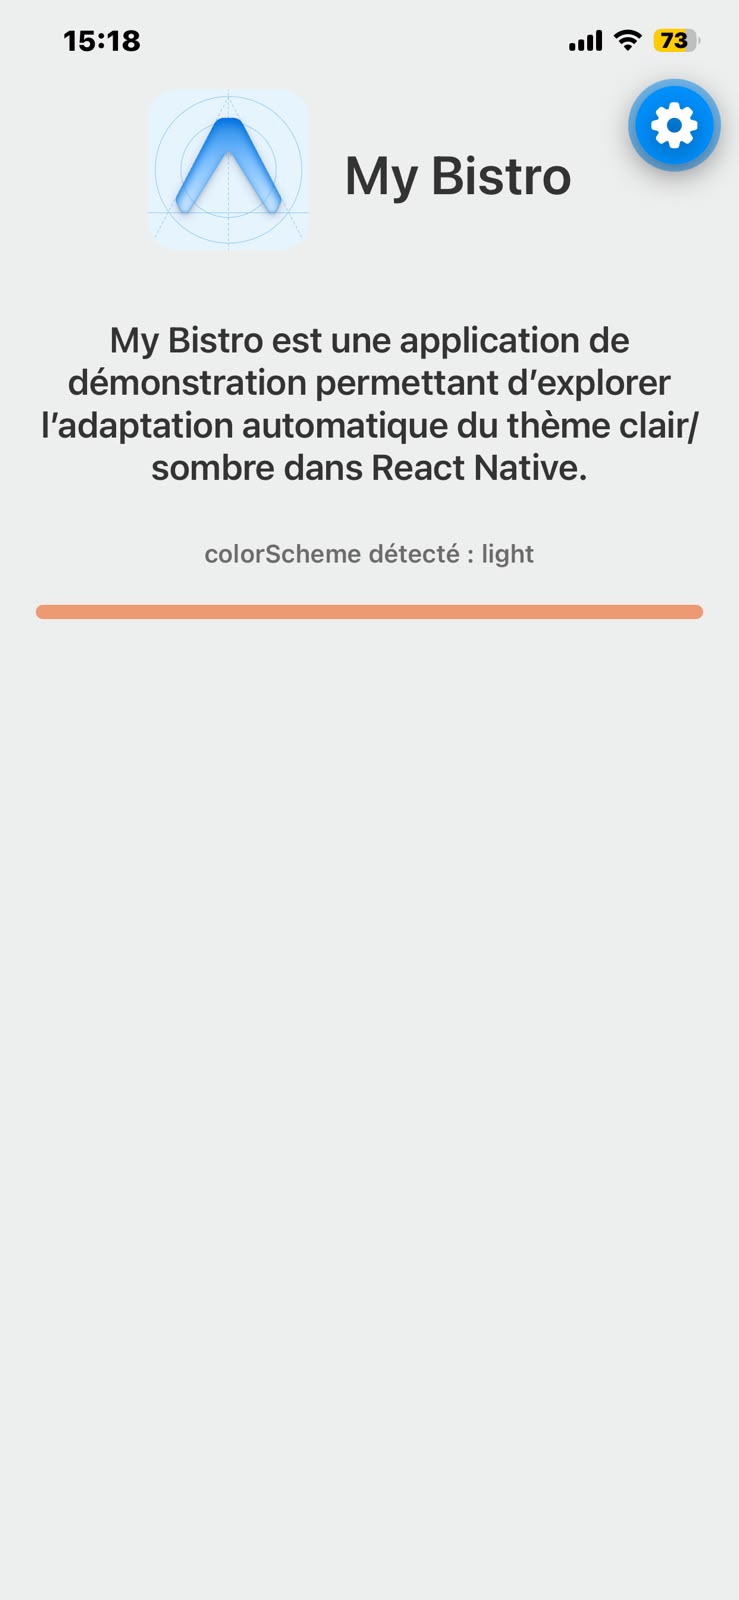 15:18
73
My Bistro
My Bistro est une application de
démonstration permettant d’explorer
l’adaptation automatique du thème clair/
sombre dans React Native.
colorScheme détecté : light